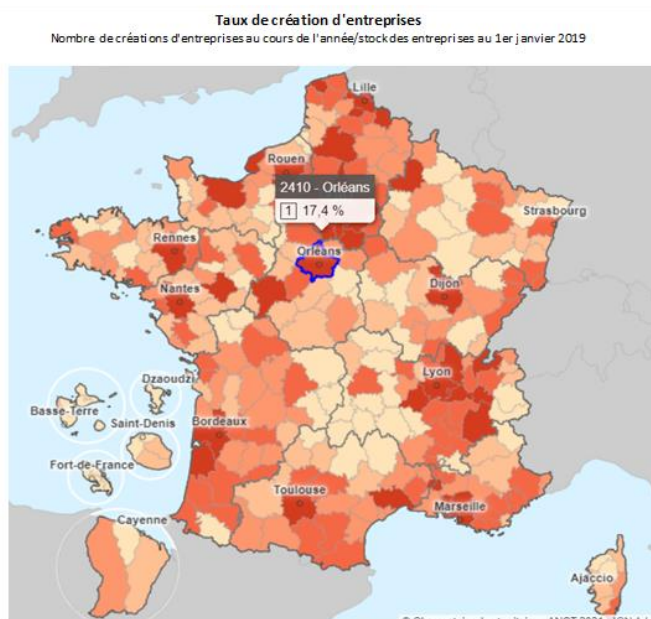 Taux de création d'entreprises
Nombre de créations d'entreprises au cours de l'année/stock des entreprises au 1er janvier 2019
Lille
Rouen
2410 - Orléans
1 17,4 %
Strasbourg
Rennes
Orléans
Nantes
Dijon
Dzaoudzi
Lyon
Basse-Terre
Saint-Denis
Bordeaux
Fort-de-France
Toulouse
Marseille
Cayenne
Ajaccio